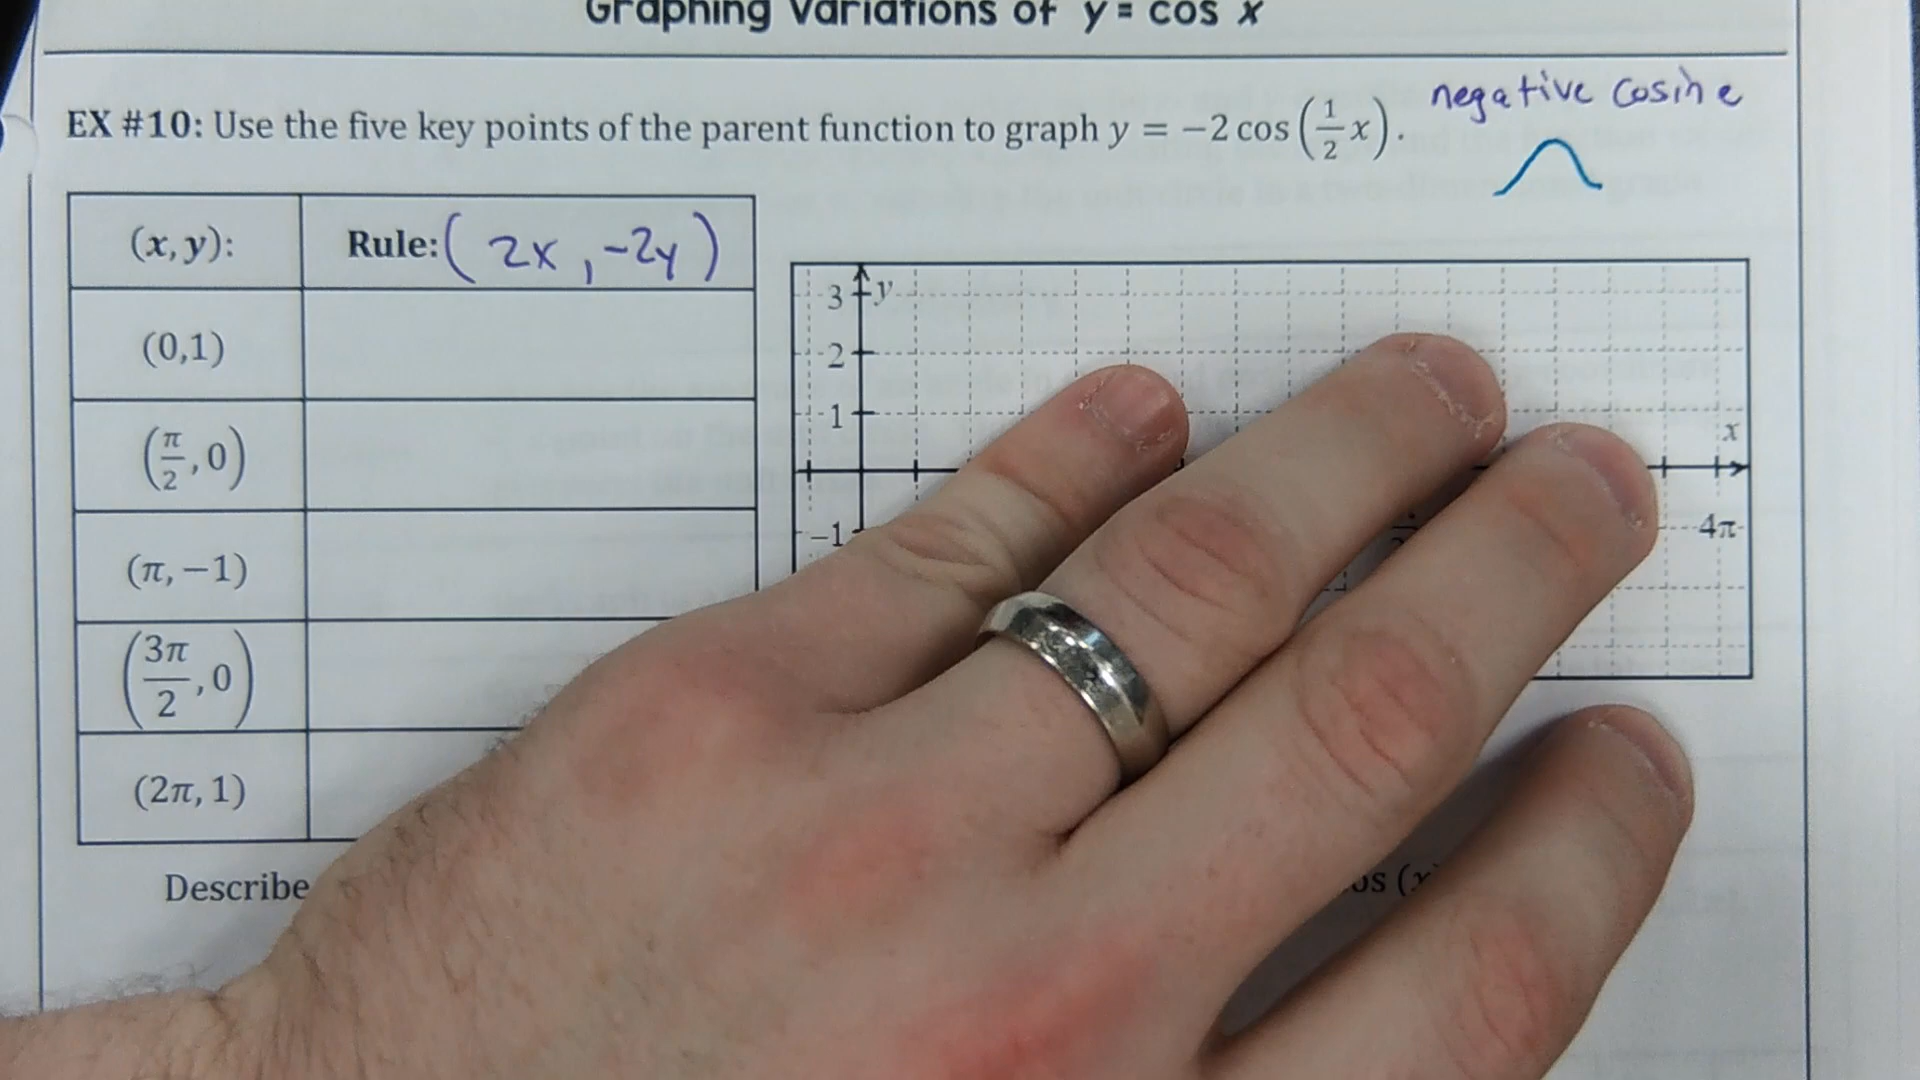 Graphing Variations of y = cos x
EX #10: Use the five key points of the parent function to graph y = −2 cos (1/2 x).
negative cosine
(x, y):
Rule: (2x, −2y)
(0,1)
(π/2, 0)
(π, −1)
(3π/2, 0)
(2π, 1)
3
y
2
1
x
−1
4π
Describe
os (x